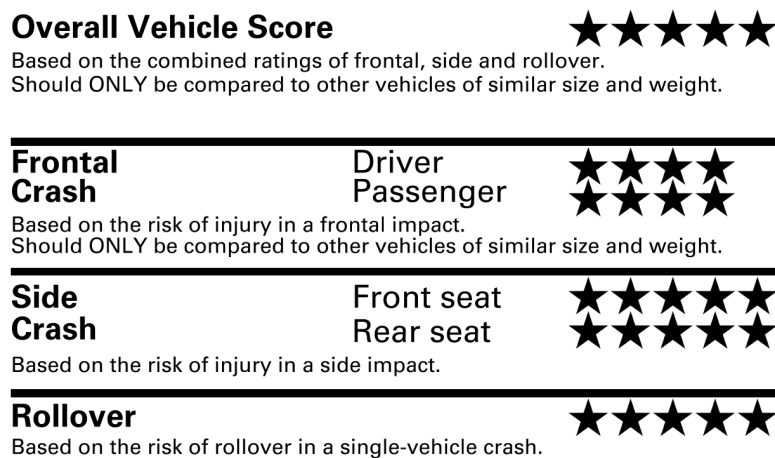 Overall Vehicle Score ★★★★★
Based on the combined ratings of frontal, side and rollover.
Should ONLY be compared to other vehicles of similar size and weight.
Frontal Driver ★★★★
Crash Passenger ★★★★
Based on the risk of injury in a frontal impact.
Should ONLY be compared to other vehicles of similar size and weight.
Side Front seat ★★★★★
Crash Rear seat ★★★★★
Based on the risk of injury in a side impact.
Rollover ★★★★★
Based on the risk of rollover in a single-vehicle crash.